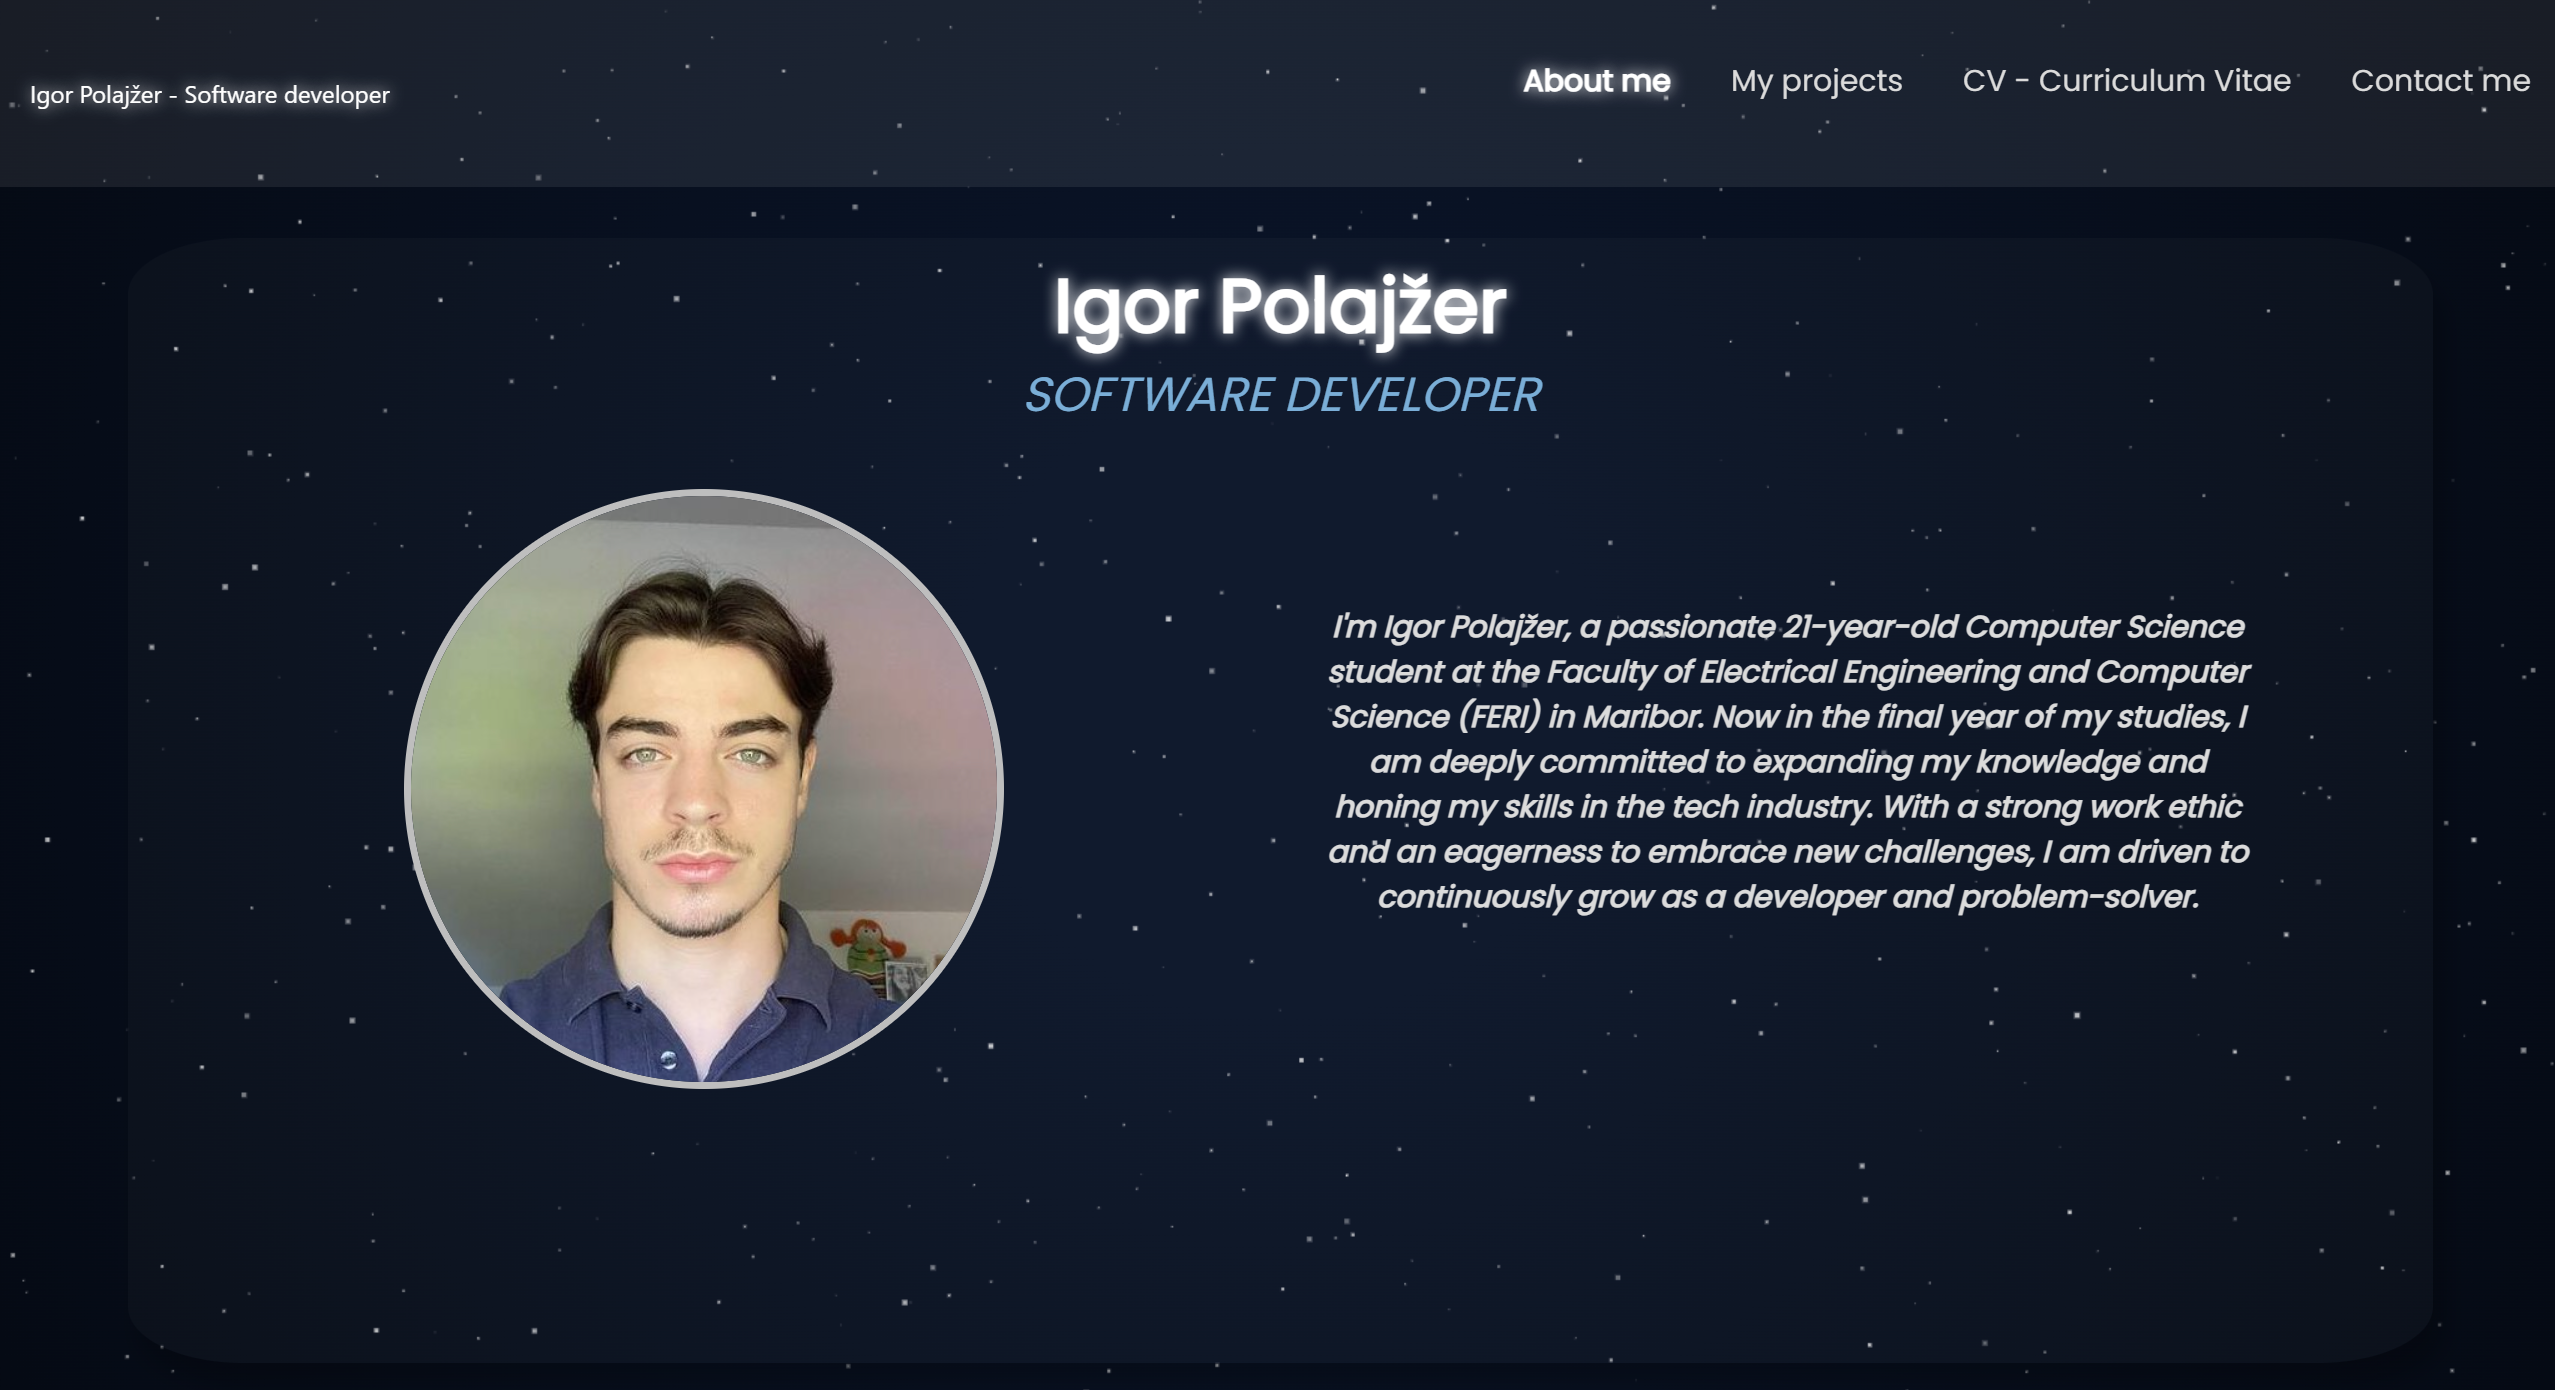 Igor Polajžer - Software developer
About me
My projects
CV - Curriculum Vitae
Contact me
Igor Polajžer
SOFTWARE DEVELOPER
I'm Igor Polajžer, a passionate 21-year-old Computer Science
student at the Faculty of Electrical Engineering and Computer
Science (FERI) in Maribor. Now in the final year of my studies, I
am deeply committed to expanding my knowledge and
honing my skills in the tech industry. With a strong work ethic
and an eagerness to embrace new challenges, I am driven to
continuously grow as a developer and problem-solver.